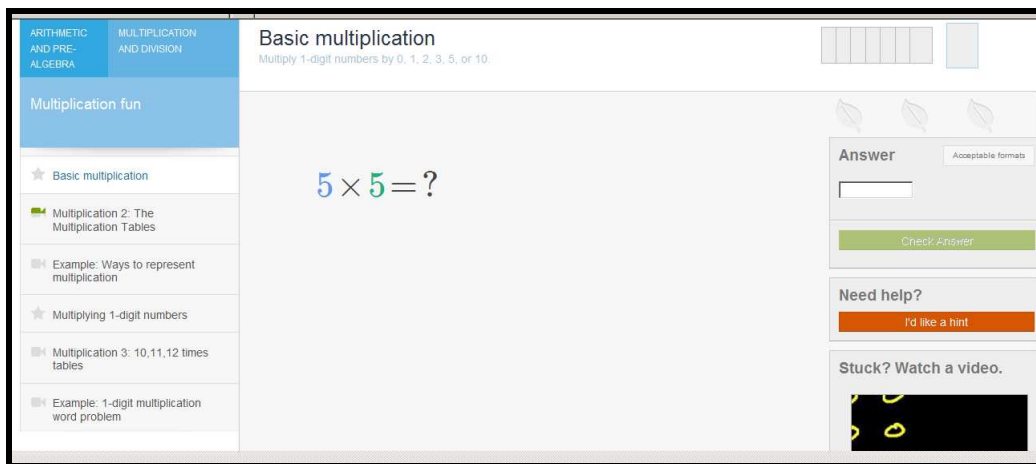 ARITHMETIC
AND PRE-
ALGEBRA
MULTIPLICATION
AND DIVISION
Multiplication fun
Basic multiplication
Multiplication 2: The
Multiplication Tables
Example: Ways to represent
multiplication
Multiplying 1-digit numbers
Multiplication 3: 10,11,12 times
tables
Example: 1-digit multiplication
word problem
Basic multiplication
Multiply 1-digit numbers by 0, 1, 2, 3, 5, or 10.
5 × 5 = ?
Answer
Acceptable formats
Check Answer
Need help?
I'd like a hint
Stuck? Watch a video.